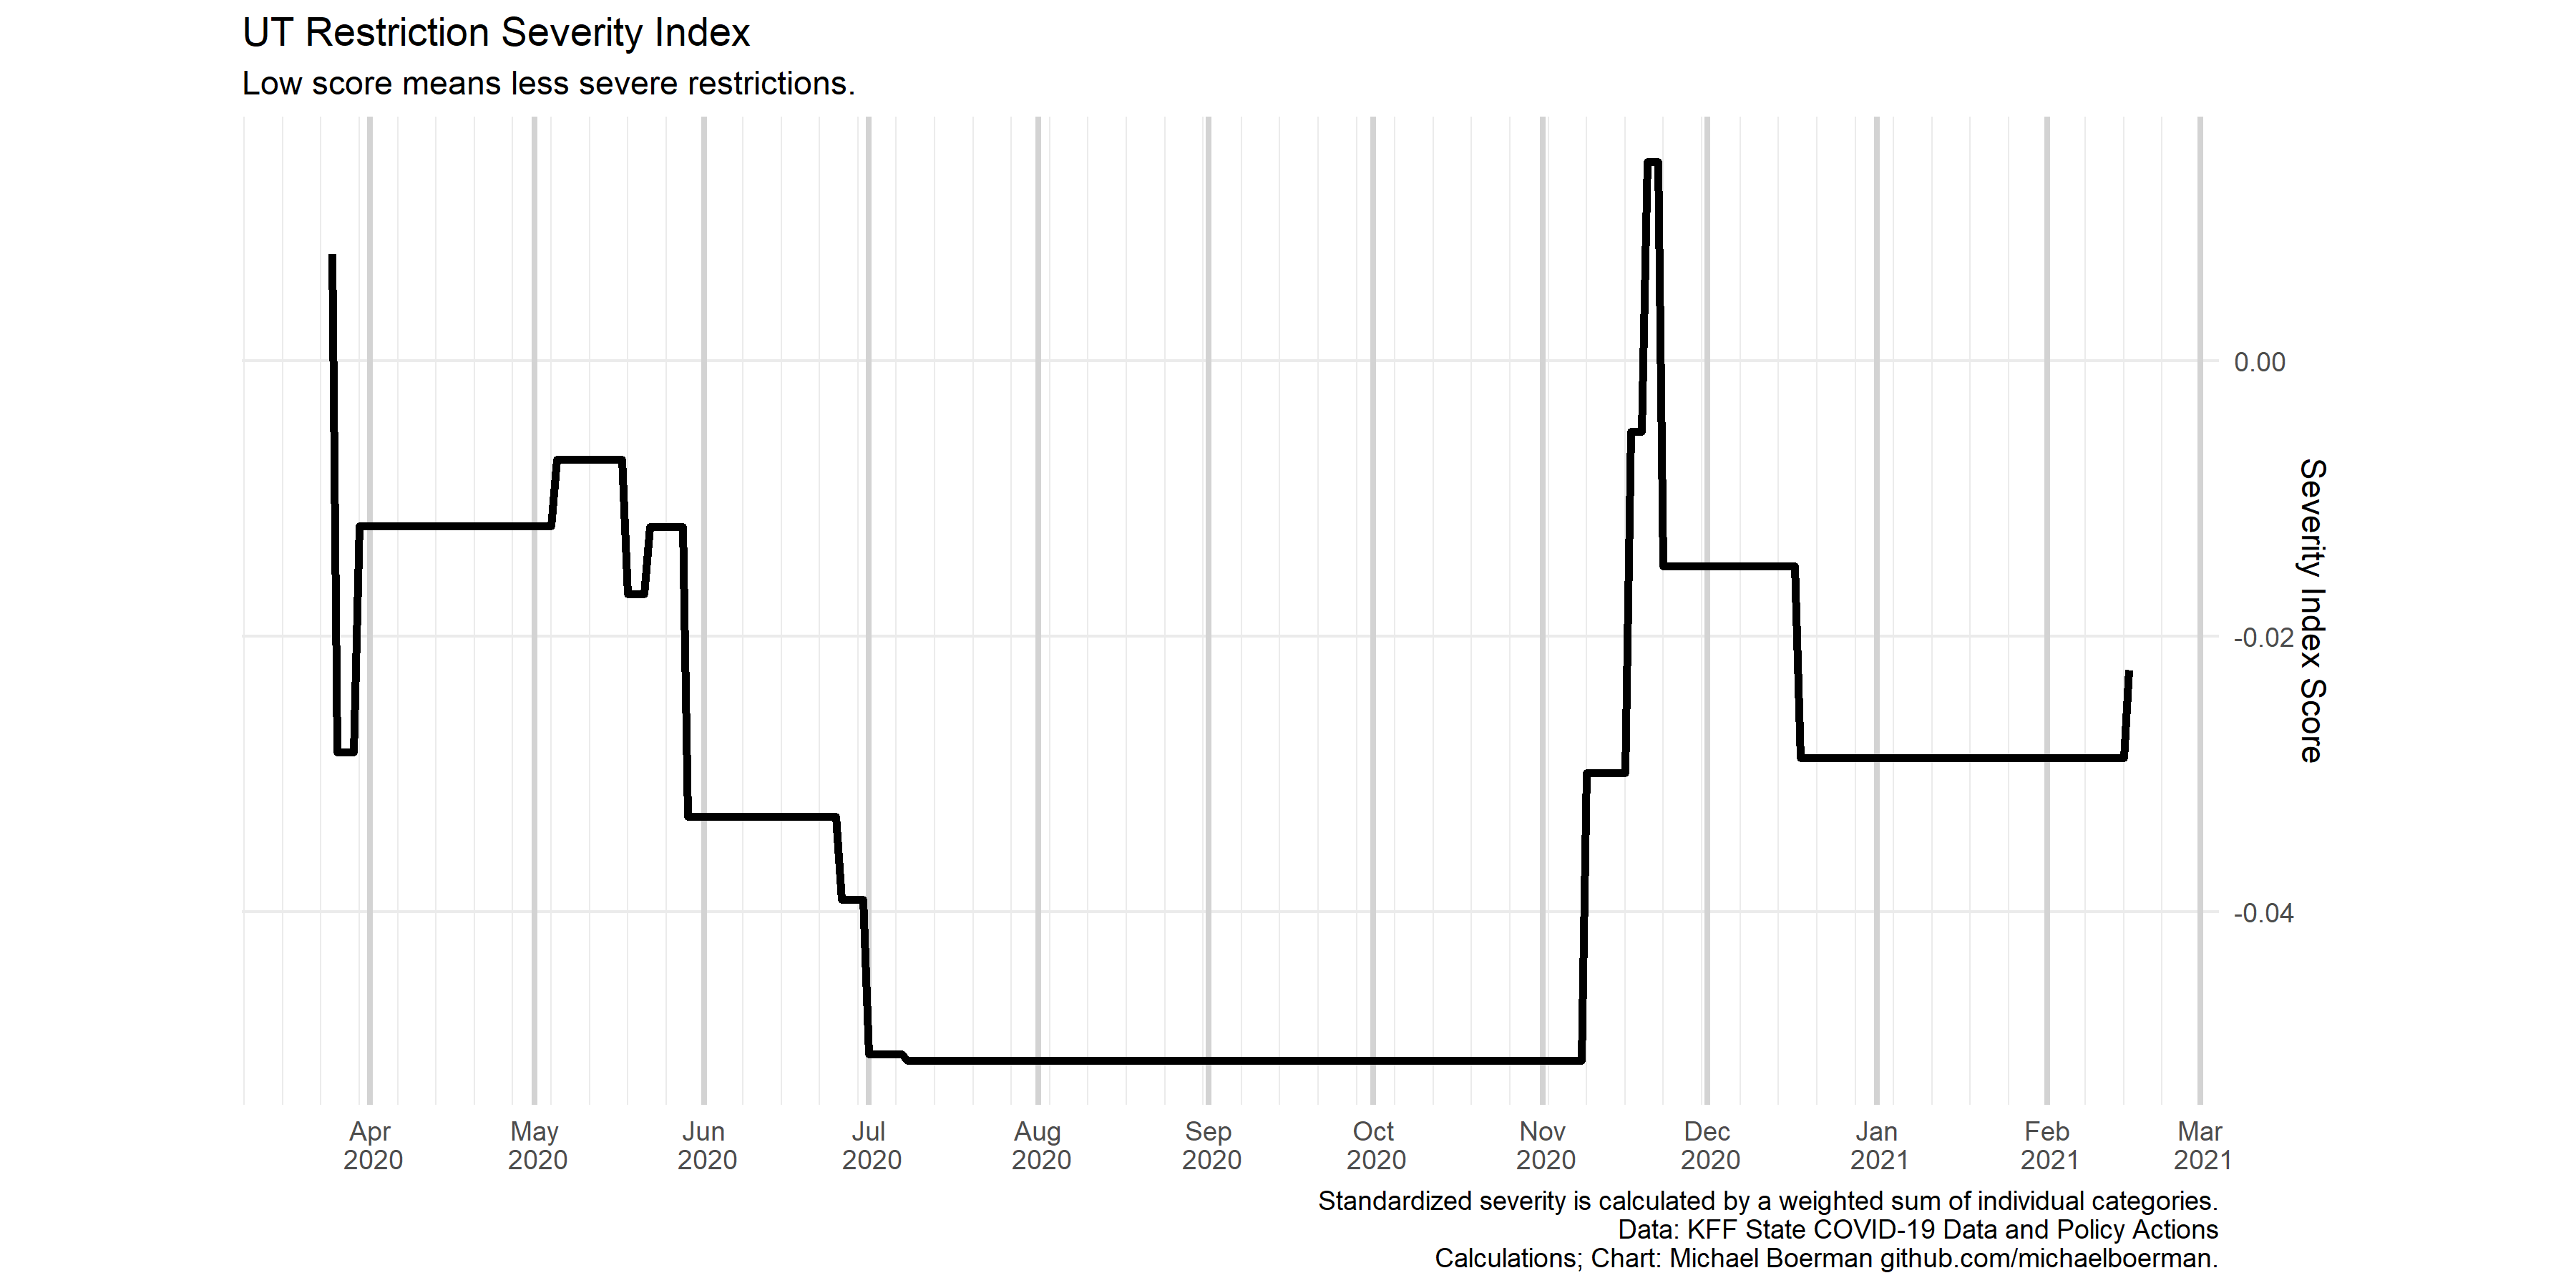 UT Restriction Severity Index
Low score means less severe restrictions.
0.00
-0.02
-0.04
Severity Index Score
Apr May Jun Jul Aug Sep Oct Nov Dec Jan Feb Mar
2020 2020 2020 2020 2020 2020 2020 2020 2020 2021 2021 2021
Standardized severity is calculated by a weighted sum of individual categories.
Data: KFF State COVID-19 Data and Policy Actions
Calculations; Chart: Michael Boerman github.com/michaelboerman.